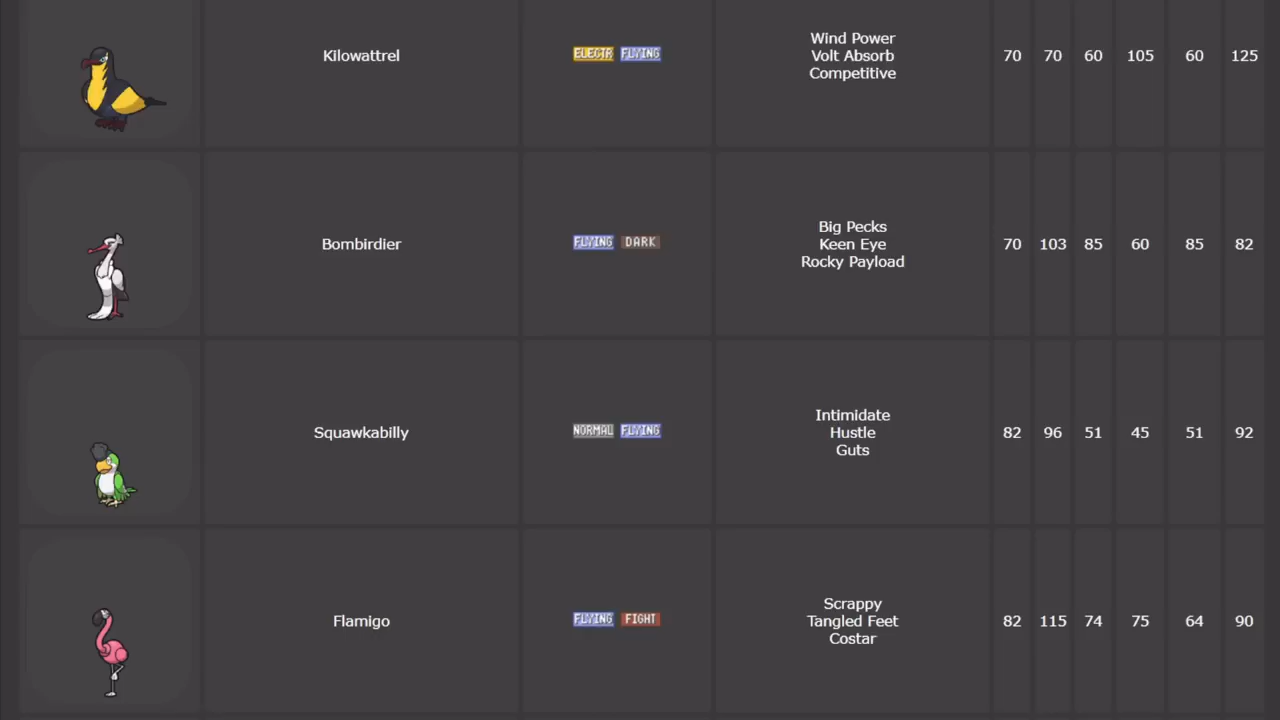 Kilowattrel
ELECTR FLYING
Wind Power
Volt Absorb
Competitive
70 70 60 105 60 125
Bombirdier
FLYING DARK
Big Pecks
Keen Eye
Rocky Payload
70 103 85 60 85 82
Squawkabilly
NORMAL FLYING
Intimidate
Hustle
Guts
82 96 51 45 51 92
Flamigo
FLYING FIGHT
Scrappy
Tangled Feet
Costar
82 115 74 75 64 90